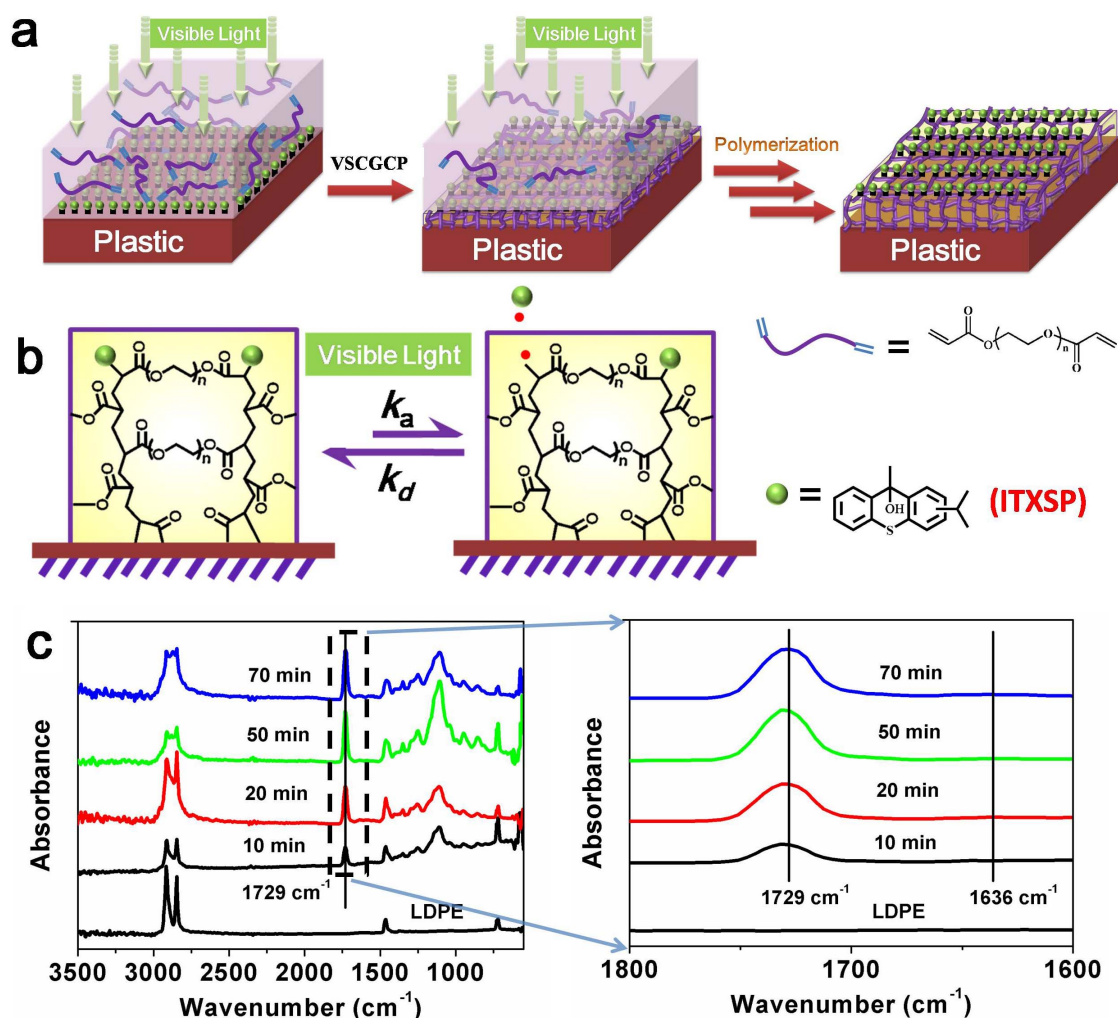 a
Visible Light
Visible Light
VSCGCP
Polymerization
Plastic
Plastic
Plastic
b
Visible Light
kₐ
k_d
O
O
O
O
n
O
O
O
O
O
O
O
O
n
O
O
O
O
O
O
O
O
O
O
O
O
n
O
O
O
O
O
O
O
O
n
O
O
O
O
O
O
=
O
O
O
n
O
=
OH
S
(ITXSP)
c
70 min
50 min
20 min
10 min
1729 cm⁻¹
LDPE
Absorbance
3500 3000 2500 2000 1500 1000
Wavenumber (cm⁻¹)
70 min
50 min
20 min
10 min
1729 cm⁻¹ 1636 cm⁻¹
LDPE
Absorbance
1800 1700 1600
Wavenumber (cm⁻¹)